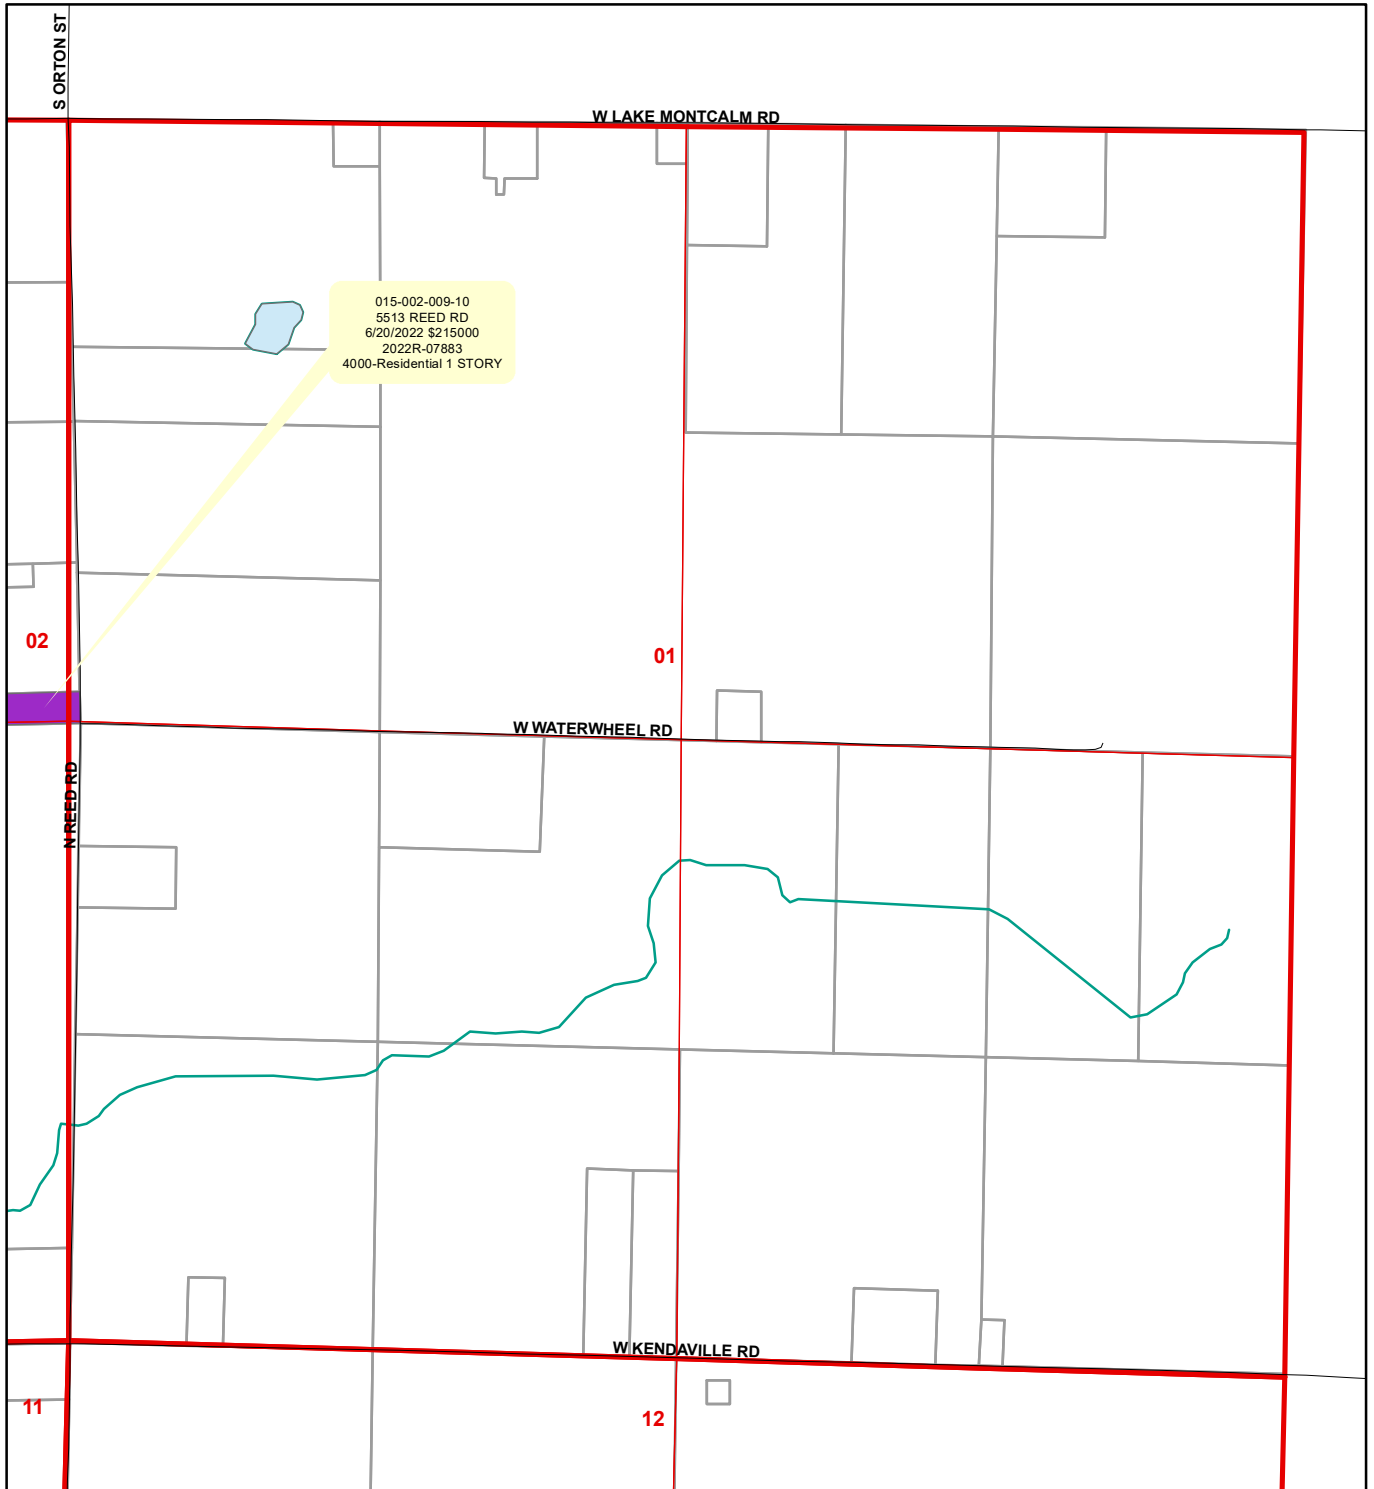 S ORTON ST
W LAKE MONTCALM RD
015-002-009-10
5513 REED RD
6/20/2022 $215000
2022R-07883
4000-Residential 1 STORY
02
01
W WATERWHEEL RD
N REED RD
W KENDAVILLE RD
11
12